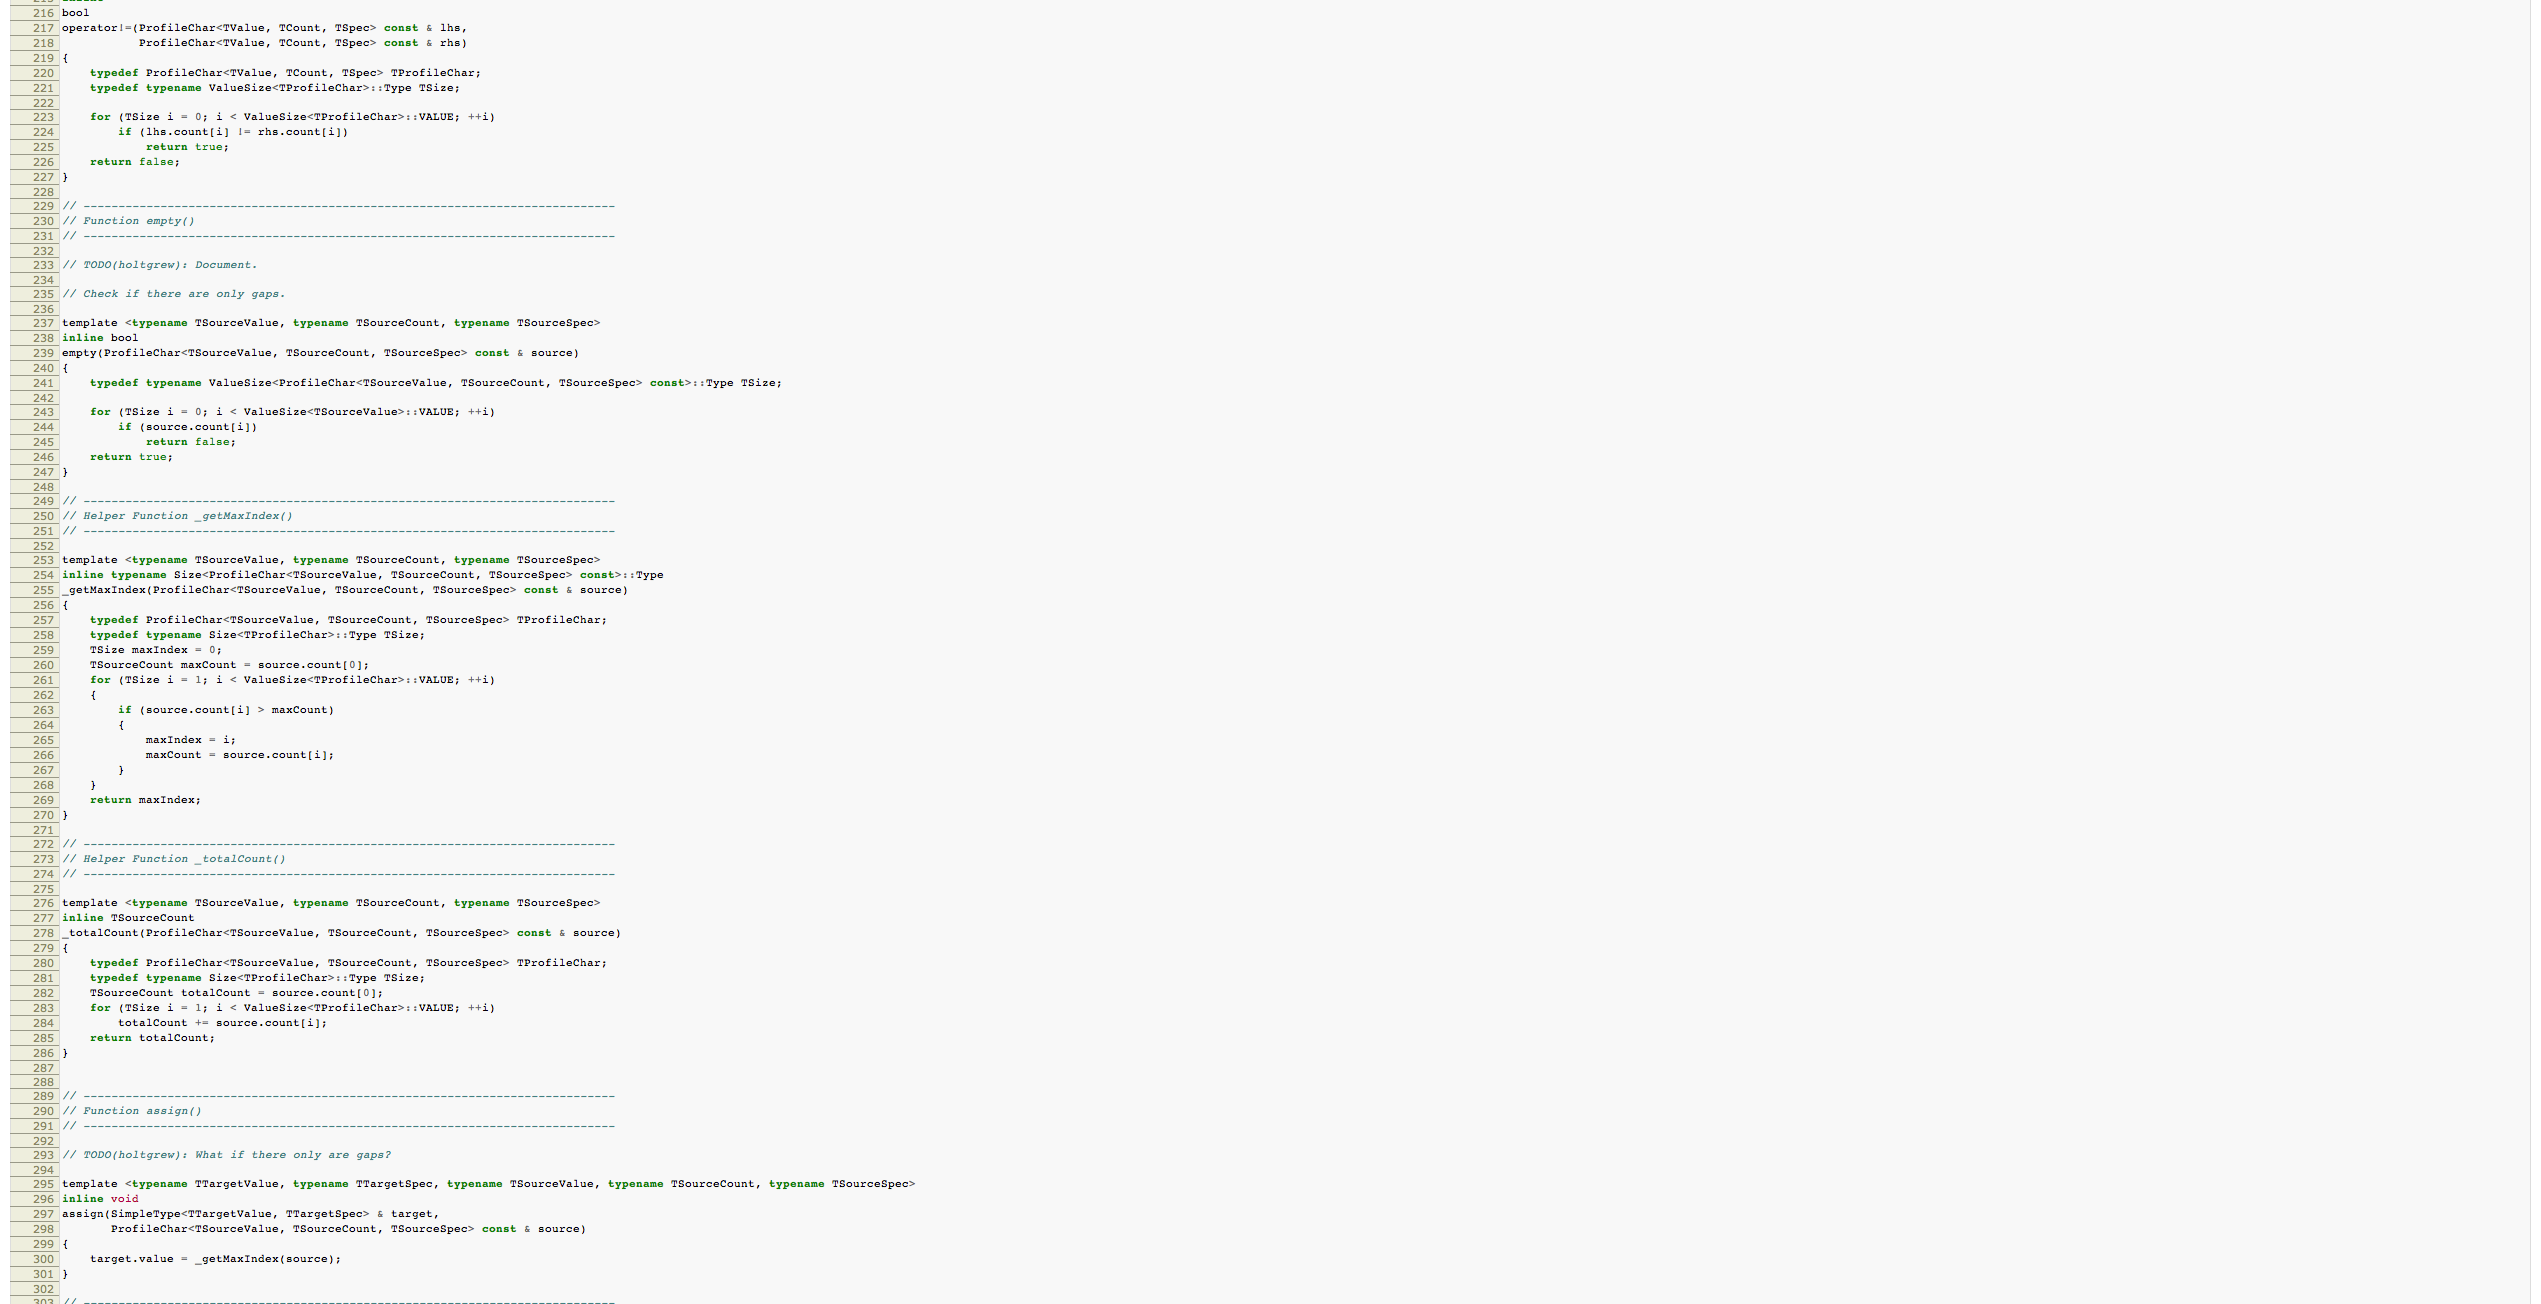 216 bool
217 operator!=(ProfileChar<TValue, TCount, TSpec> const & lhs,
218            ProfileChar<TValue, TCount, TSpec> const & rhs)
219 {
220     typedef ProfileChar<TValue, TCount, TSpec> TProfileChar;
221     typedef typename ValueSize<TProfileChar>::Type TSize;
222
223     for (TSize i = 0; i < ValueSize<TProfileChar>::VALUE; ++i)
224         if (lhs.count[i] != rhs.count[i])
225             return true;
226     return false;
227 }
228
229 // ----------------------------------------------------------------------------
230 // Function empty()
231 // ----------------------------------------------------------------------------
232
233 // TODO(holtgrew): Document.
234
235 // Check if there are only gaps.
236
237 template <typename TSourceValue, typename TSourceCount, typename TSourceSpec>
238 inline bool
239 empty(ProfileChar<TSourceValue, TSourceCount, TSourceSpec> const & source)
240 {
241     typedef typename ValueSize<ProfileChar<TSourceValue, TSourceCount, TSourceSpec> const>::Type TSize;
242
243     for (TSize i = 0; i < ValueSize<TSourceValue>::VALUE; ++i)
244         if (source.count[i])
245             return false;
246     return true;
247 }
248
249 // ----------------------------------------------------------------------------
250 // Helper Function _getMaxIndex()
251 // ----------------------------------------------------------------------------
252
253 template <typename TSourceValue, typename TSourceCount, typename TSourceSpec>
254 inline typename Size<ProfileChar<TSourceValue, TSourceCount, TSourceSpec> const>::Type
255 _getMaxIndex(ProfileChar<TSourceValue, TSourceCount, TSourceSpec> const & source)
256 {
257     typedef ProfileChar<TSourceValue, TSourceCount, TSourceSpec> TProfileChar;
258     typedef typename Size<TProfileChar>::Type TSize;
259     TSize maxIndex = 0;
260     TSourceCount maxCount = source.count[0];
261     for (TSize i = 1; i < ValueSize<TProfileChar>::VALUE; ++i)
262     {
263         if (source.count[i] > maxCount)
264         {
265             maxIndex = i;
266             maxCount = source.count[i];
267         }
268     }
269     return maxIndex;
270 }
271
272 // ----------------------------------------------------------------------------
273 // Helper Function _totalCount()
274 // ----------------------------------------------------------------------------
275
276 template <typename TSourceValue, typename TSourceCount, typename TSourceSpec>
277 inline TSourceCount
278 _totalCount(ProfileChar<TSourceValue, TSourceCount, TSourceSpec> const & source)
279 {
280     typedef ProfileChar<TSourceValue, TSourceCount, TSourceSpec> TProfileChar;
281     typedef typename Size<TProfileChar>::Type TSize;
282     TSourceCount totalCount = source.count[0];
283     for (TSize i = 1; i < ValueSize<TProfileChar>::VALUE; ++i)
284         totalCount += source.count[i];
285     return totalCount;
286 }
287
288
289 // ----------------------------------------------------------------------------
290 // Function assign()
291 // ----------------------------------------------------------------------------
292
293 // TODO(holtgrew): What if there only are gaps?
294
295 template <typename TTargetValue, typename TTargetSpec, typename TSourceValue, typename TSourceCount, typename TSourceSpec>
296 inline void
297 assign(SimpleType<TTargetValue, TTargetSpec> & target,
298        ProfileChar<TSourceValue, TSourceCount, TSourceSpec> const & source)
299 {
300     target.value = _getMaxIndex(source);
301 }
302
303 // ----------------------------------------------------------------------------